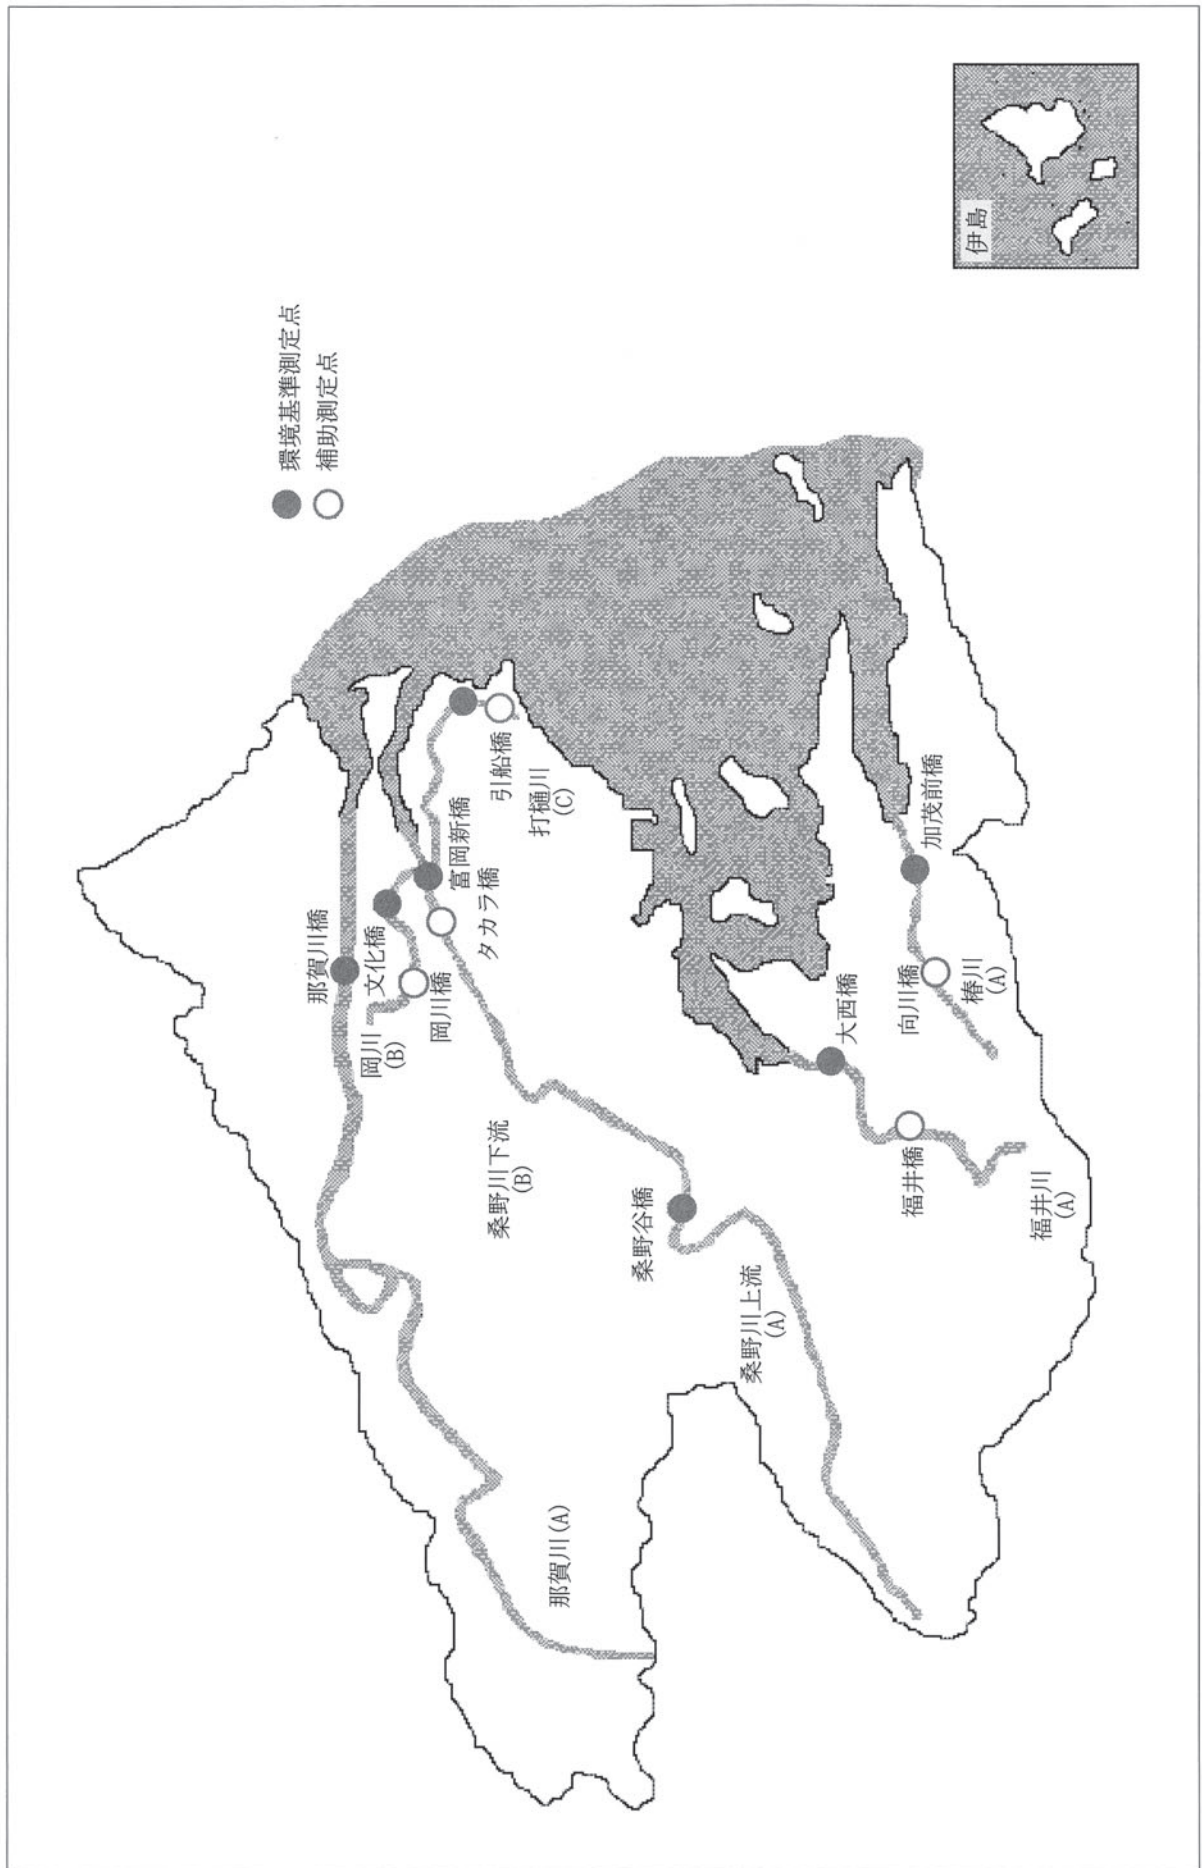 環境基準測定点
補助測定点
伊島
那賀川橋
文化橋
岡川
(B)
岡川橋
富岡新橋
タカラ橋
引船橋
打樋川
(C)
桑野川下流
(B)
桑野谷橋
桑野川上流
(A)
那賀川(A)
大西橋
福井橋
福井川
(A)
加茂前橋
向川橋
椿川
(A)